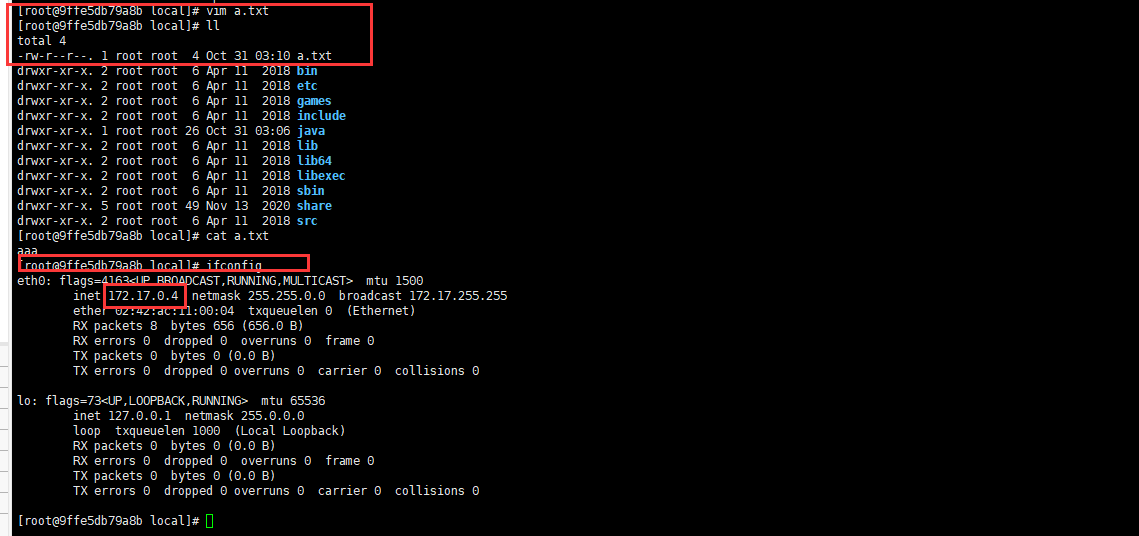 [root@9ffe5db79a8b local]# vim a.txt
[root@9ffe5db79a8b local]# ll
total 4
-rw-r--r--. 1 root root  4 Oct 31 03:10 a.txt
drwxr-xr-x. 2 root root  6 Apr 11  2018 bin
drwxr-xr-x. 2 root root  6 Apr 11  2018 etc
drwxr-xr-x. 2 root root  6 Apr 11  2018 games
drwxr-xr-x. 2 root root  6 Apr 11  2018 include
drwxr-xr-x. 1 root root 26 Oct 31 03:06 java
drwxr-xr-x. 2 root root  6 Apr 11  2018 lib
drwxr-xr-x. 2 root root  6 Apr 11  2018 lib64
drwxr-xr-x. 2 root root  6 Apr 11  2018 libexec
drwxr-xr-x. 2 root root  6 Apr 11  2018 sbin
drwxr-xr-x. 5 root root 49 Nov 13  2020 share
drwxr-xr-x. 2 root root  6 Apr 11  2018 src
[root@9ffe5db79a8b local]# cat a.txt
aaa
[root@9ffe5db79a8b local]# ifconfig
eth0: flags=4163<UP,BROADCAST,RUNNING,MULTICAST>  mtu 1500
        inet 172.17.0.4  netmask 255.255.0.0  broadcast 172.17.255.255
        ether 02:42:ac:11:00:04  txqueuelen 0  (Ethernet)
        RX packets 8  bytes 656 (656.0 B)
        RX errors 0  dropped 0  overruns 0  frame 0
        TX packets 0  bytes 0 (0.0 B)
        TX errors 0  dropped 0 overruns 0  carrier 0  collisions 0
lo: flags=73<UP,LOOPBACK,RUNNING>  mtu 65536
        inet 127.0.0.1  netmask 255.0.0.0
        loop  txqueuelen 1000  (Local Loopback)
        RX packets 0  bytes 0 (0.0 B)
        RX errors 0  dropped 0  overruns 0  frame 0
        TX packets 0  bytes 0 (0.0 B)
        TX errors 0  dropped 0 overruns 0  carrier 0  collisions 0
[root@9ffe5db79a8b local]#